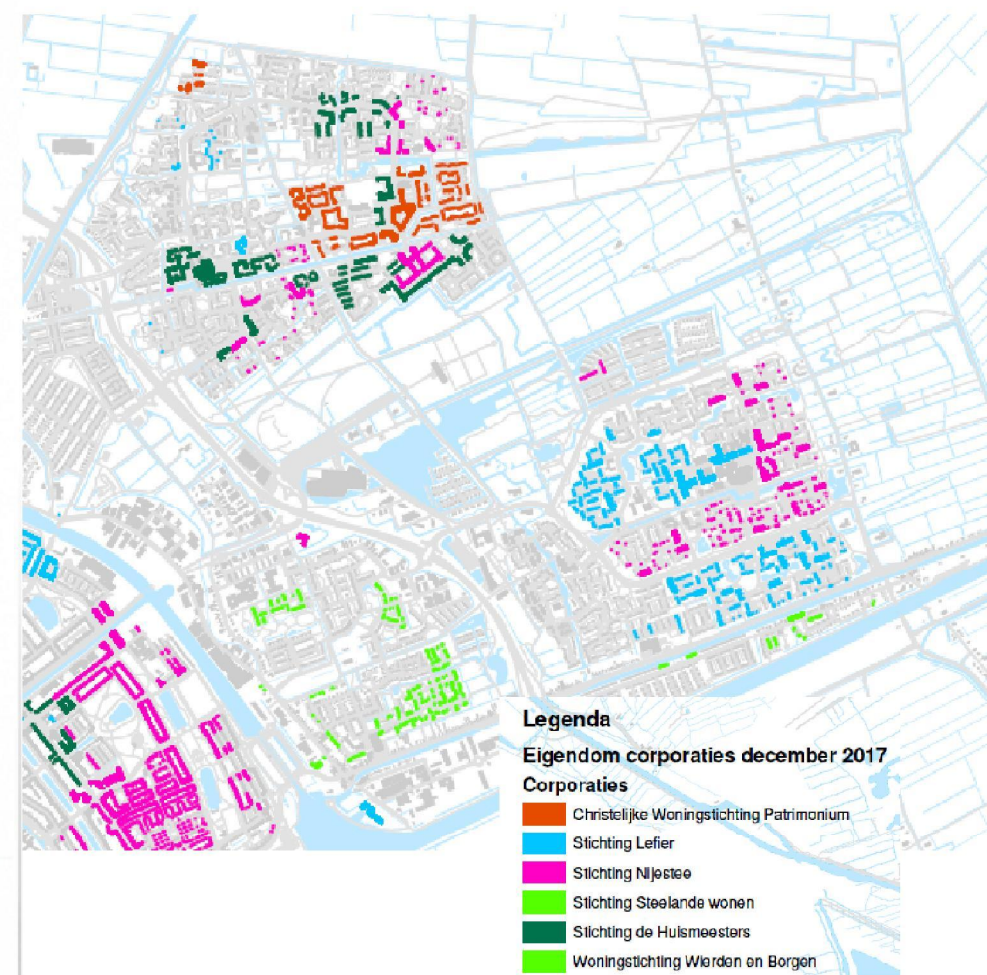 Legenda
Eigendom corporaties december 2017
Corporaties
Christelijke Woningstichting Patrimonium
Stichting Lefier
Stichting Nijestee
Stichting Steelande wonen
Stichting de Huismeesters
Woningstichting Wierden en Borgen